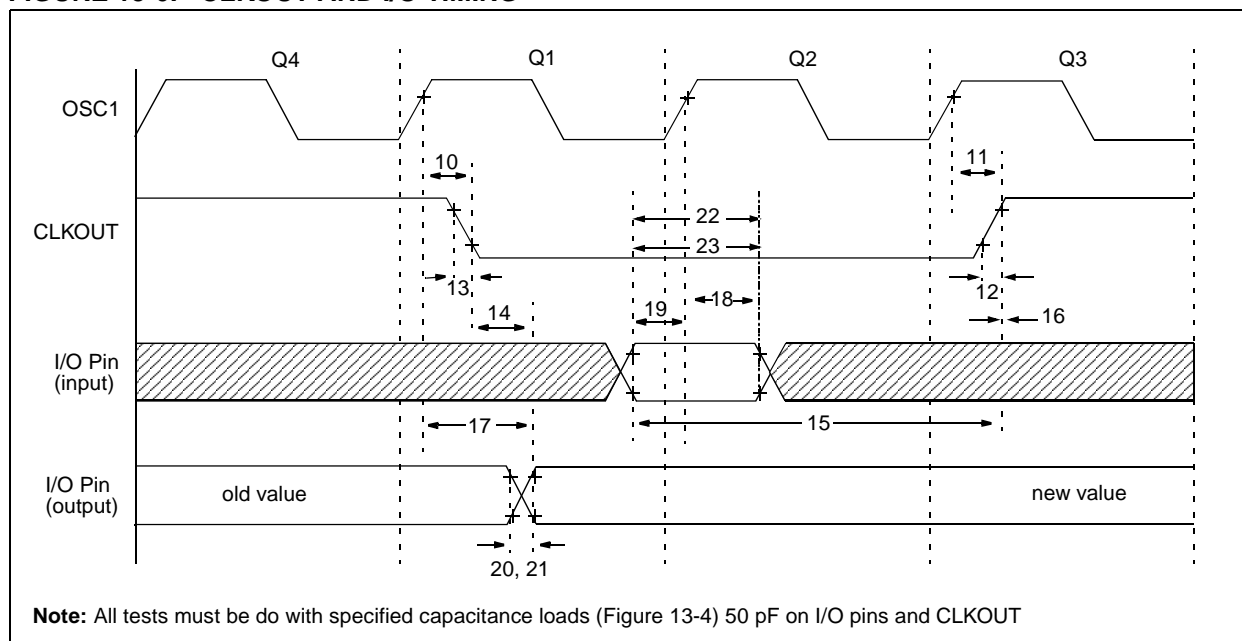 FIGURE CLKOUT AND I/O TIMING
Q4 Q1 Q2 Q3
OSC1
10 11
22
CLKOUT
23
13 18 12
14 19 16
I/O Pin
(input)
17 15
I/O Pin
(output)
old value new value
20, 21
Note: All tests must be do with specified capacitance loads (Figure 13-4) 50 pF on I/O pins and CLKOUT